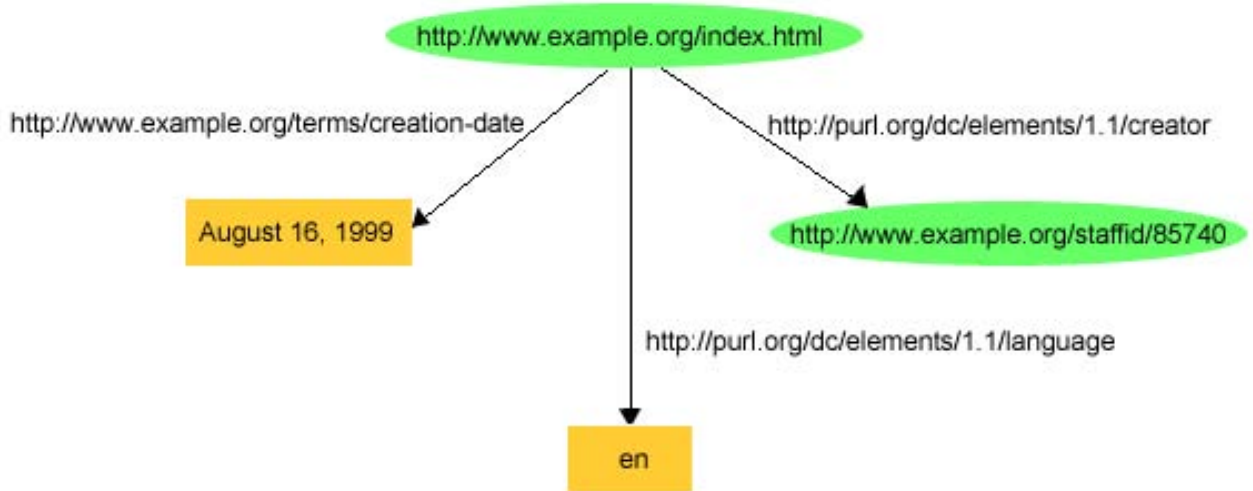 http://www.example.org/index.html
http://www.example.org/terms/creation-date
http://purl.org/dc/elements/1.1/creator
August 16, 1999
http://www.example.org/staffid/85740
http://purl.org/dc/elements/1.1/language
en